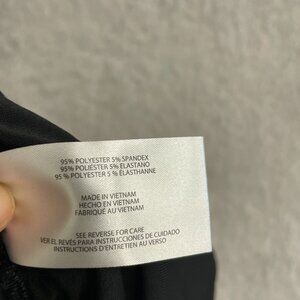 95% POLYESTER 5% SPANDEX
95% POLIÉSTER 5% ELASTANO
95 % POLYESTER 5 % ÉLASTHANNE
MADE IN VIETNAM
HECHO EN VIETNAM
FABRIQUÉ AU VIETNAM
SEE REVERSE FOR CARE
VER EL REVÉS PARA INSTRUCCIONES DE CUIDADO
INSTRUCTIONS D'ENTRETIEN AU VERSO